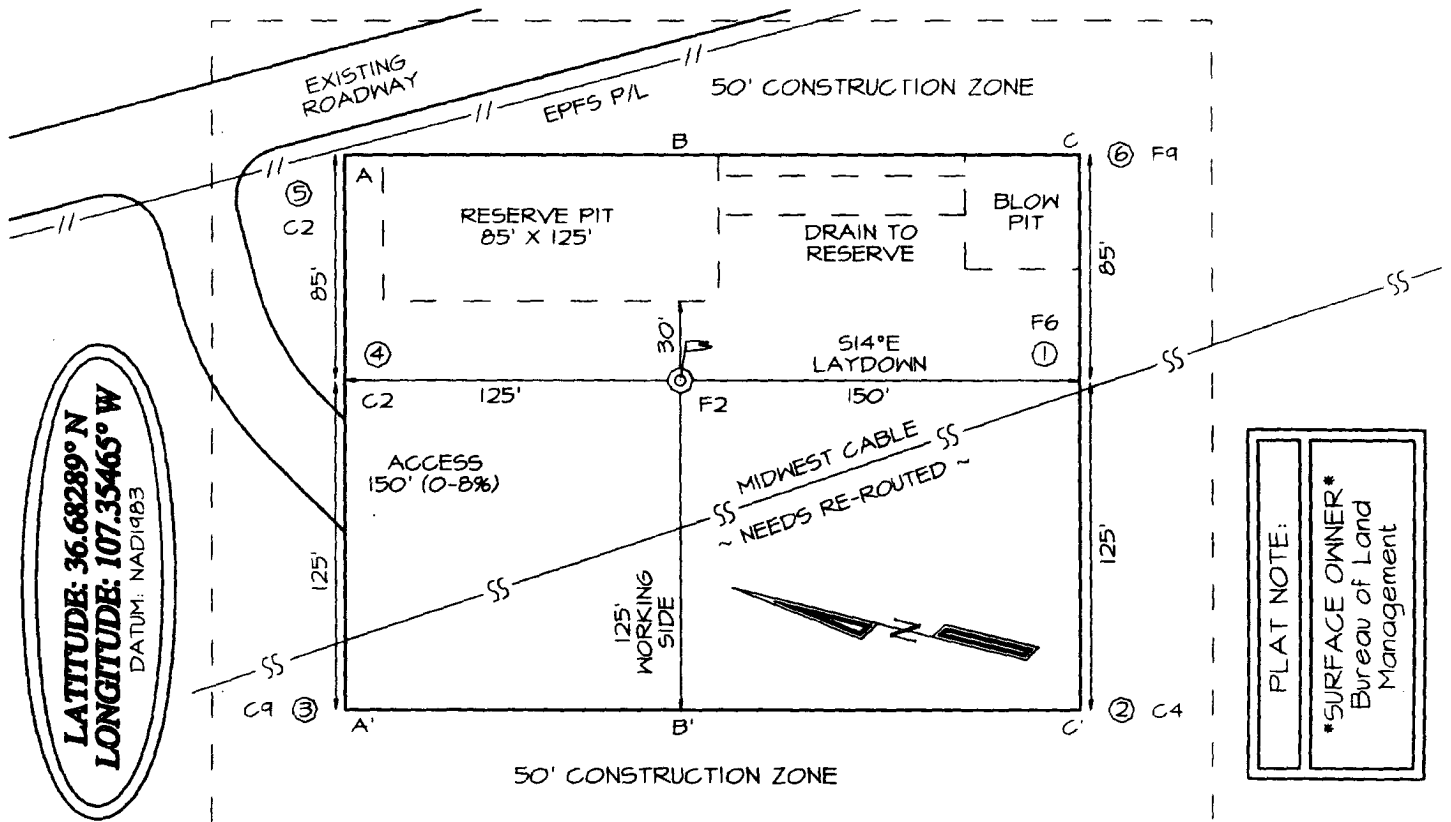 EXISTING
ROADWAY
EPFS P/L
50' CONSTRUCTION ZONE
B
C
⑥ F9
A
⑤
C2
RESERVE PIT
85' X 125'
DRAIN TO
RESERVE
BLOW
PIT
85'
85'
30'
F6
①
S14°E
LAYDOWN
④
C2
125'
F2
150'
ACCESS
150' (0-8%)
MIDWEST CABLE
~ NEEDS RE-ROUTED ~
125'
125'
WORKING
SIDE
125'
N
C9 ③
A'
B'
C'
② C4
50' CONSTRUCTION ZONE
LATITUDE: 36.68289° N
LONGITUDE: 107.35465° W
DATUM: NAD1983
PLAT NOTE:
*SURFACE OWNER*
Bureau of Land
Management